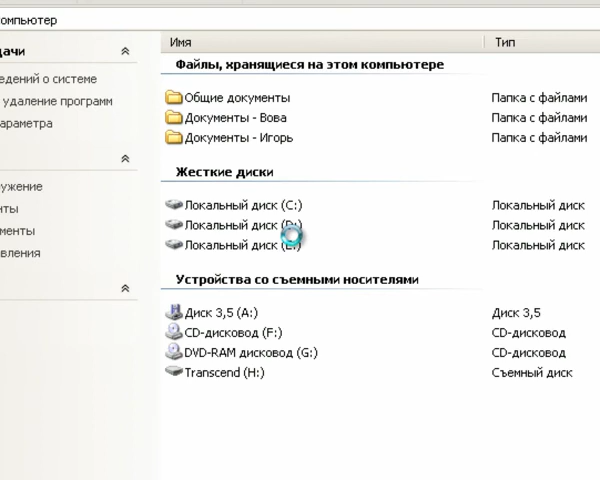 омпьютер
Имя Тип
дачи
Файлы, хранящиеся на этом компьютере
едений о системе
удаление программ
араметра
Общие документы Папка с файлами
Документы - Вова Папка с файлами
Документы - Игорь Папка с файлами
ружение
нты
менты
вления
Жесткие диски
Локальный диск (C:) Локальный диск
Локальный диск (D:) Локальный диск
Локальный диск (E:) Локальный диск
Устройства со съемными носителями
Диск 3,5 (A:) Диск 3,5
CD-дисковод (F:) CD-дисковод
DVD-RAM дисковод (G:) CD-дисковод
Transcend (H:) Съемный диск